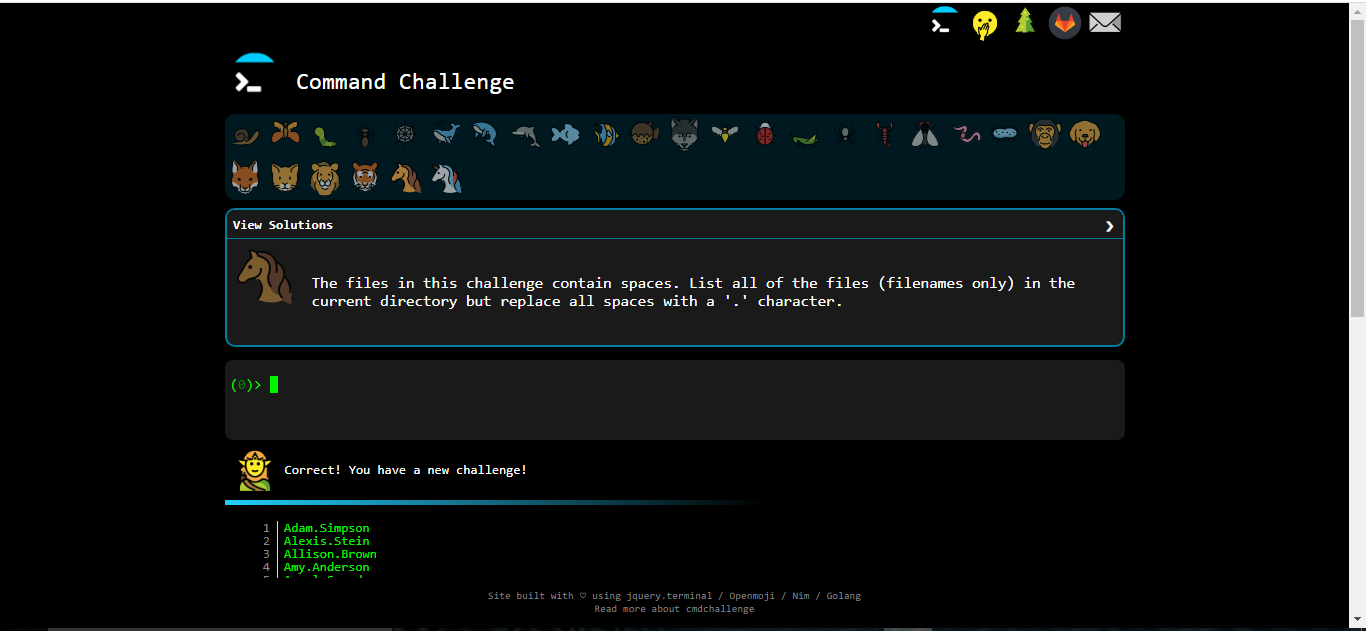 Command Challenge
View Solutions
The files in this challenge contain spaces. List all of the files (filenames only) in the
current directory but replace all spaces with a '.' character.
(0)>
Correct! You have a new challenge!
1 Adam.Simpson
2 Alexis.Stein
3 Allison.Brown
4 Amy.Anderson
Site built with ♡ using jquery.terminal / Openmoji / Nim / Golang
Read more about cmdchallenge